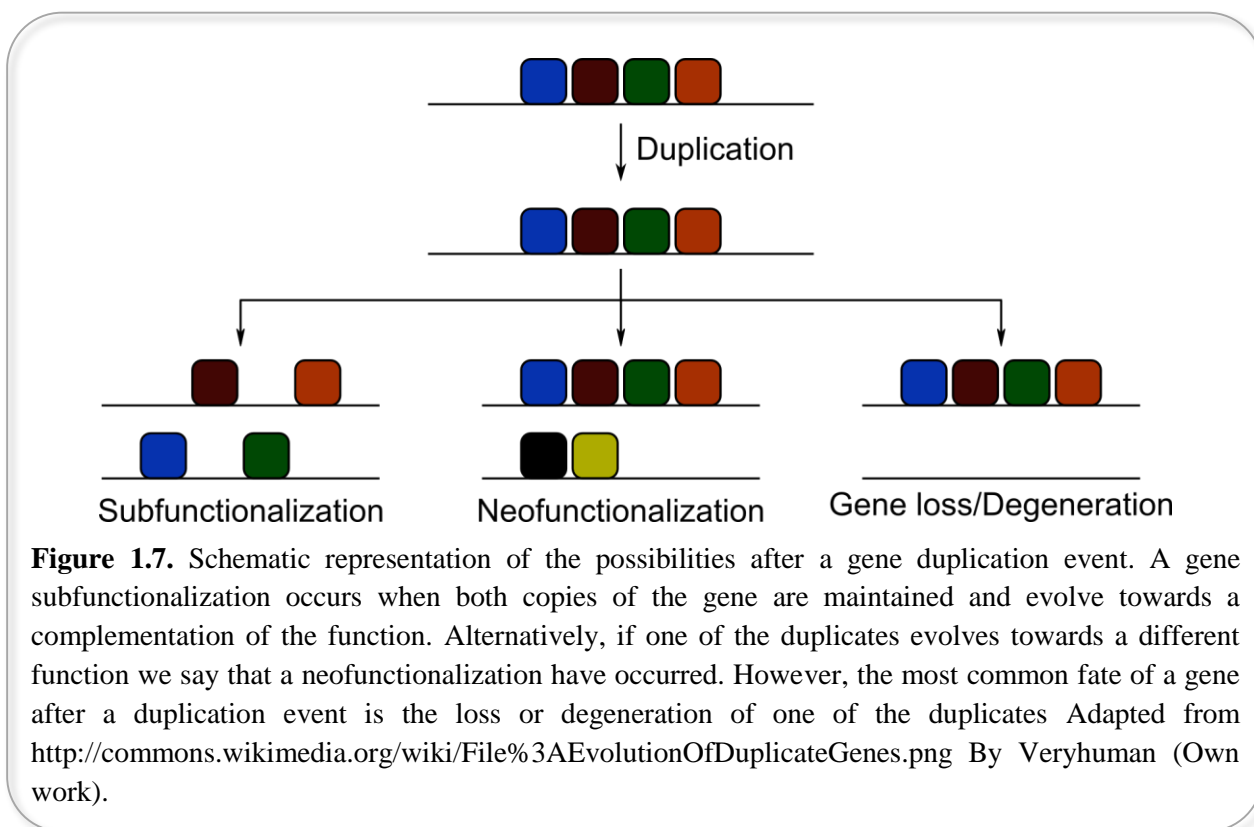 Duplication
Subfunctionalization
Neofunctionalization
Gene loss/Degeneration
Figure 1.7. Schematic representation of the possibilities after a gene duplication event. A gene
subfunctionalization occurs when both copies of the gene are maintained and evolve towards a
complementation of the function. Alternatively, if one of the duplicates evolves towards a different
function we say that a neofunctionalization have occurred. However, the most common fate of a gene
after a duplication event is the loss or degeneration of one of the duplicates Adapted from
http://commons.wikimedia.org/wiki/File%3AEvolutionOfDuplicateGenes.png By Veryhuman (Own
work).